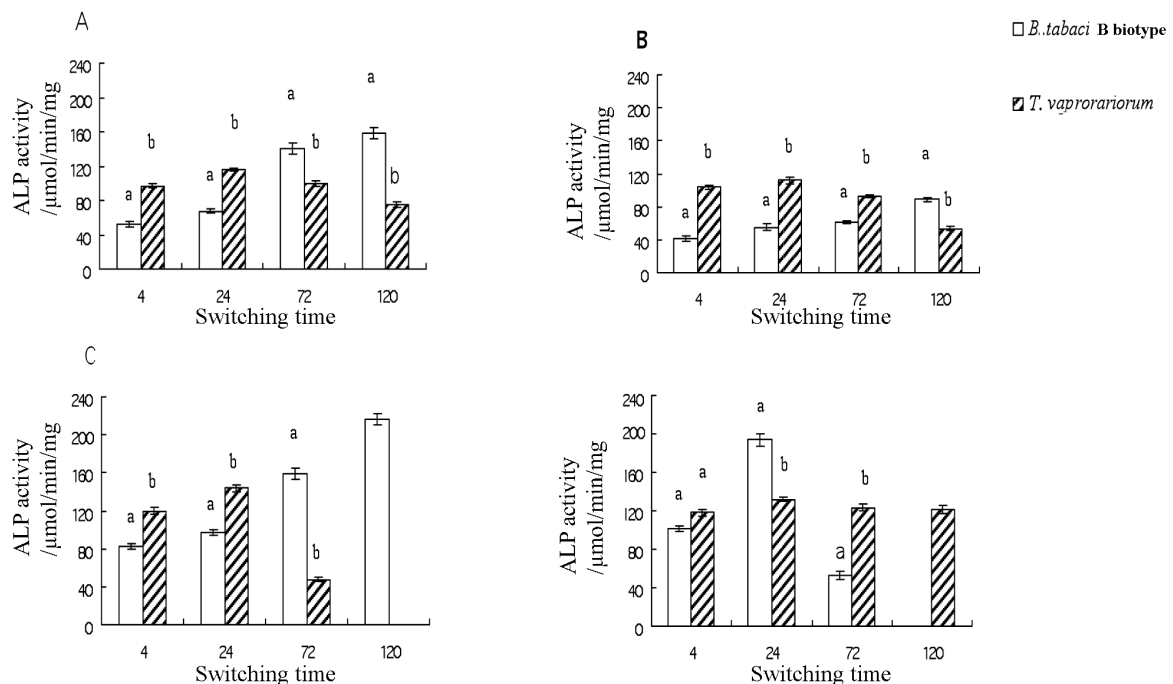 A
ALP activity
/μmol/min/mg
240
200
160
120
80
40
0
a
b
a
b
a
b
a
b
4 24 72 120
Switching time
B
ALP activity
/μmol/min/mg
240
200
160
120
80
40
0
a
b
a
b
a
b
a
b
4 24 72 120
Switching time
B..tabaci B biotype
T. vaprorariorum
C
ALP activity
/μmol/min/mg
240
200
160
120
80
40
0
a
b
a
b
a
b
4 24 72 120
Switching time
ALP activity
/μmol/min/mg
240
200
160
120
80
40
0
a
a
a
b
a
b
4 24 72 120
Switching time